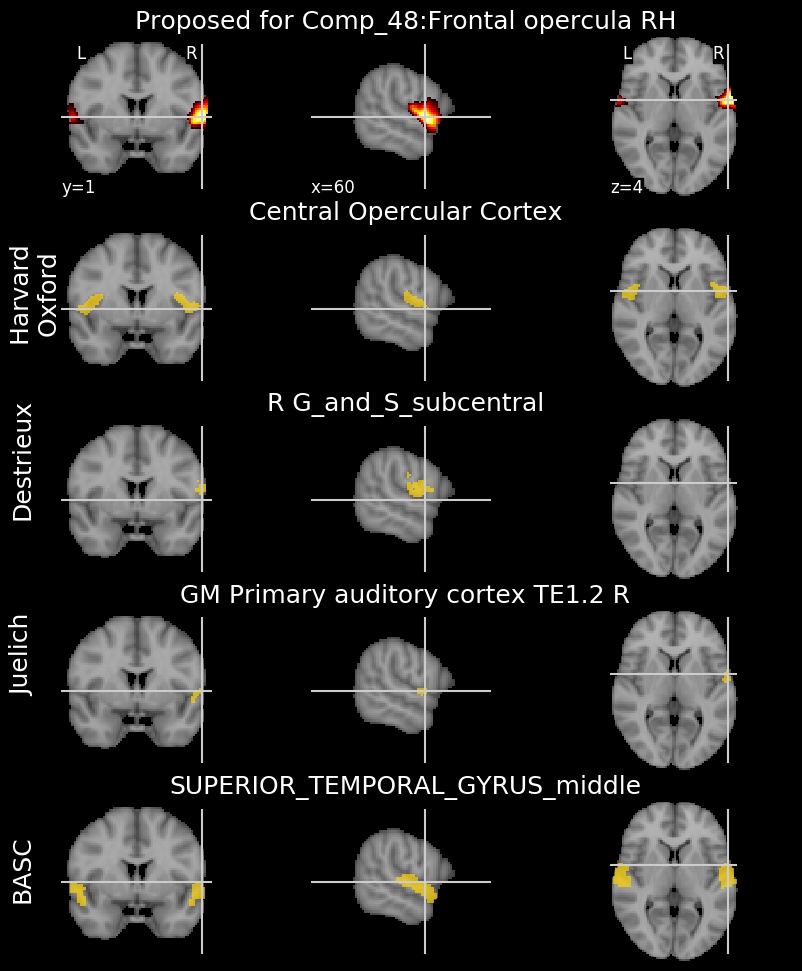 Proposed for Comp_48:Frontal opercula RH
L R L R
y=1 x=60 z=4
Central Opercular Cortex
Harvard
Oxford
R G_and_S_subcentral
Destrieux
GM Primary auditory cortex TE1.2 R
Juelich
SUPERIOR_TEMPORAL_GYRUS_middle
BASC